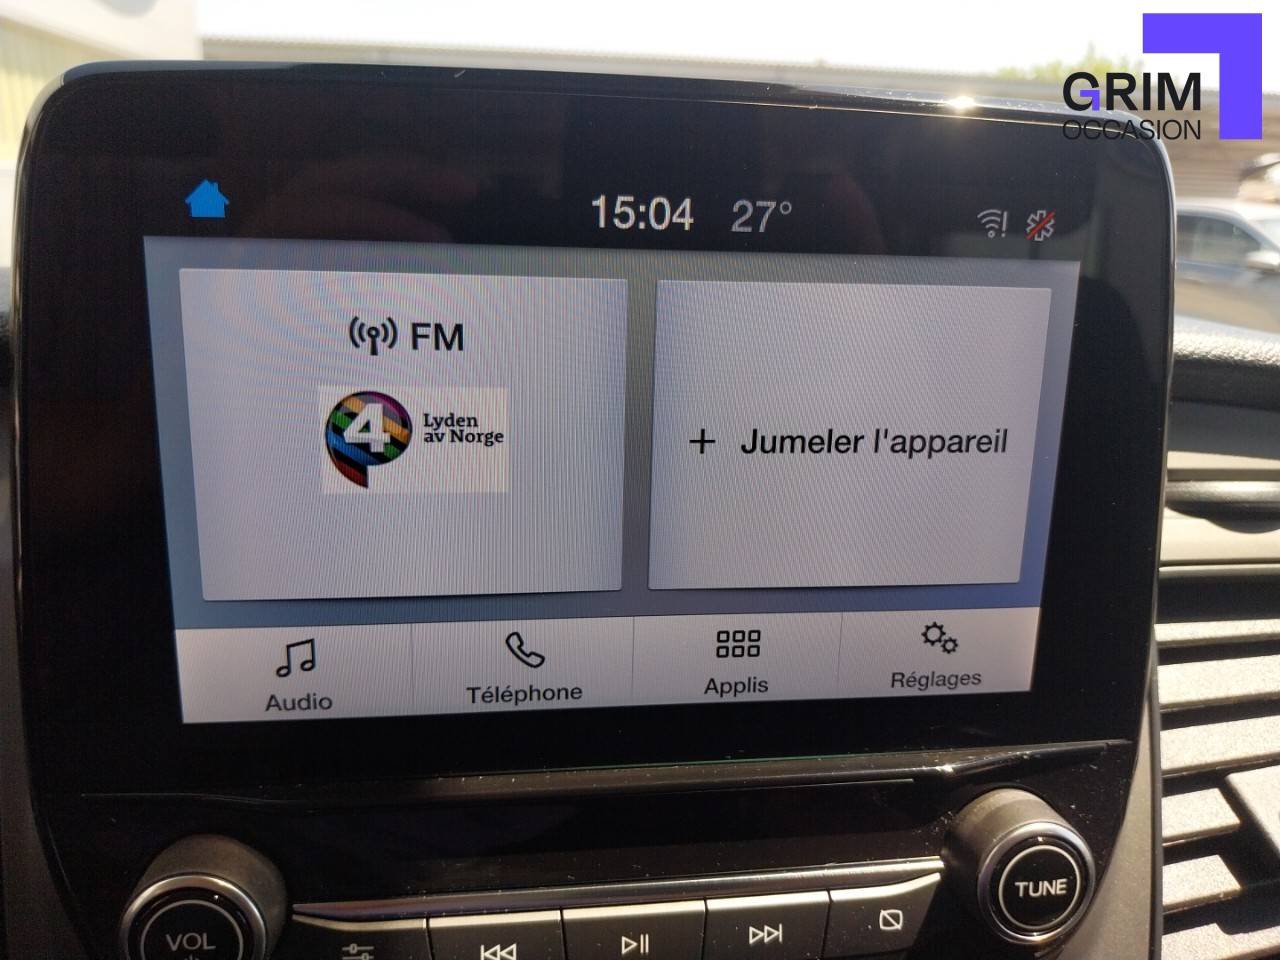 GRIM
OCCASION
15:04 27°
FM
4
Lyden
av Norge
+ Jumeler l'appareil
Audio
Téléphone
Applis
Réglages
VOL
TUNE